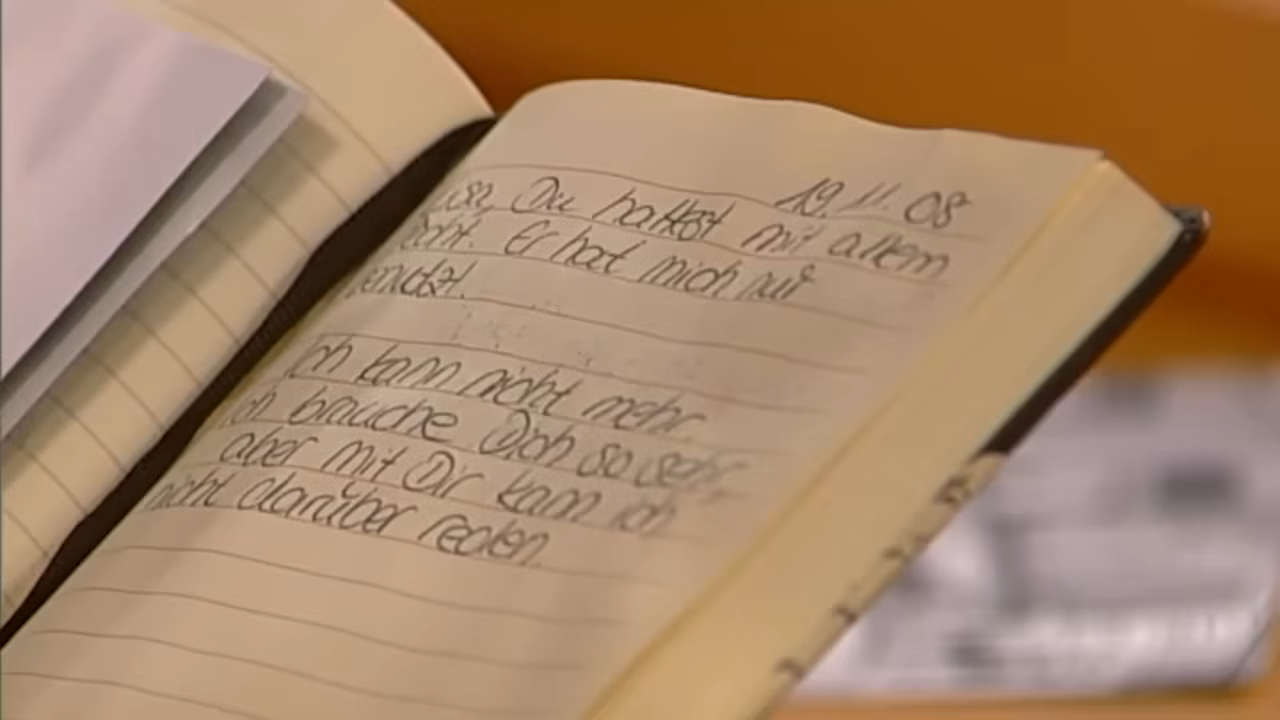 19.11.08
Du hattest mit allem
Er hat mich nur
Ich kann nicht mehr.
Ich brauche Dich so sehr,
aber mit Dir kann ich
nicht darüber reden.